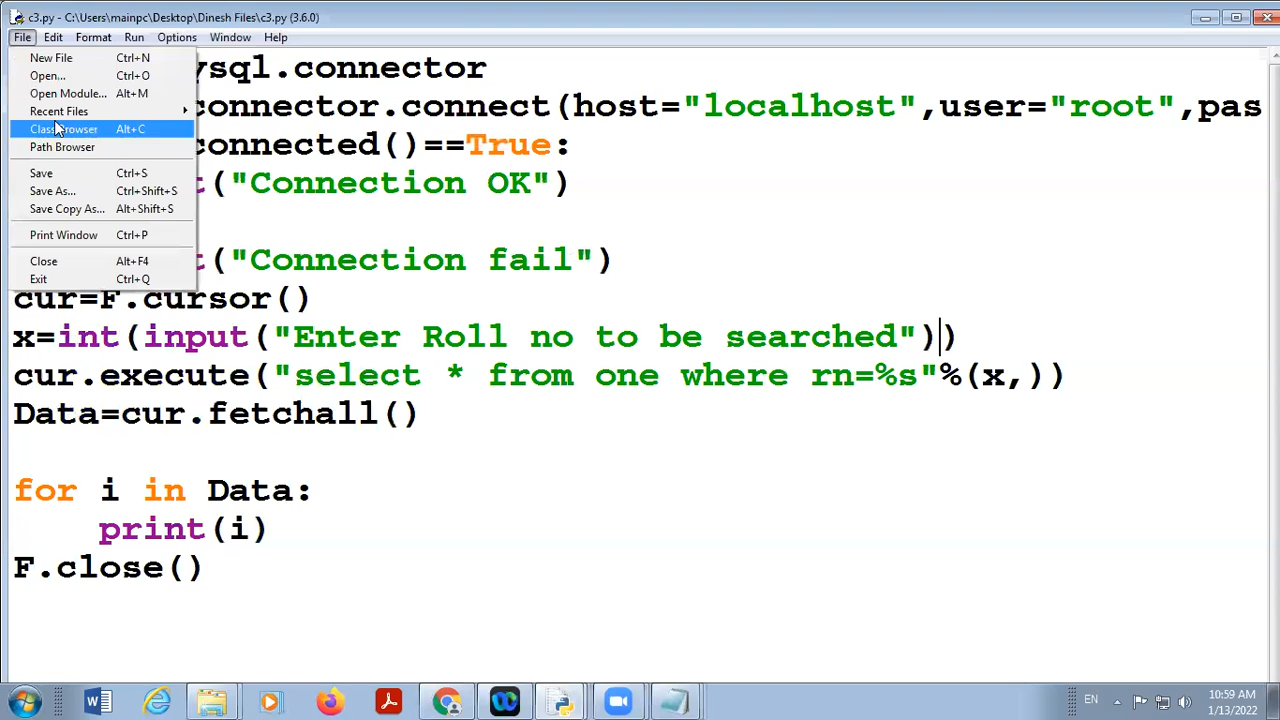 c3.py - C:\Users\mainpc\Desktop\Dinesh Files\c3.py (3.6.0)
File Edit Format Run Options Window Help
New File Ctrl+N
Open... Ctrl+O
Open Module... Alt+M
Recent Files
Class Browser Alt+C
Path Browser
Save Ctrl+S
Save As... Ctrl+Shift+S
Save Copy As... Alt+Shift+S
Print Window Ctrl+P
Close Alt+F4
Exit Ctrl+Q
ysql.connector
connector.connect(host="localhost",user="root",pas
connected()==True:
t("Connection OK")
t("Connection fail")
cur=F.cursor()
x=int(input("Enter Roll no to be searched"))
cur.execute("select * from one where rn=%s"%(x,))
Data=cur.fetchall()
for i in Data:
print(i)
F.close()
EN
10:59 AM
1/13/2022